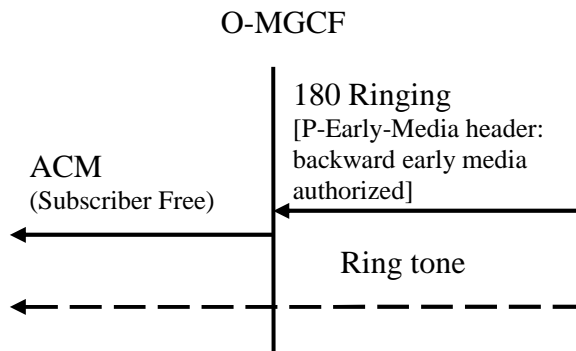 O-MGCF
180 Ringing
[P-Early-Media header:
backward early media
authorized]
ACM
(Subscriber Free)
Ring tone